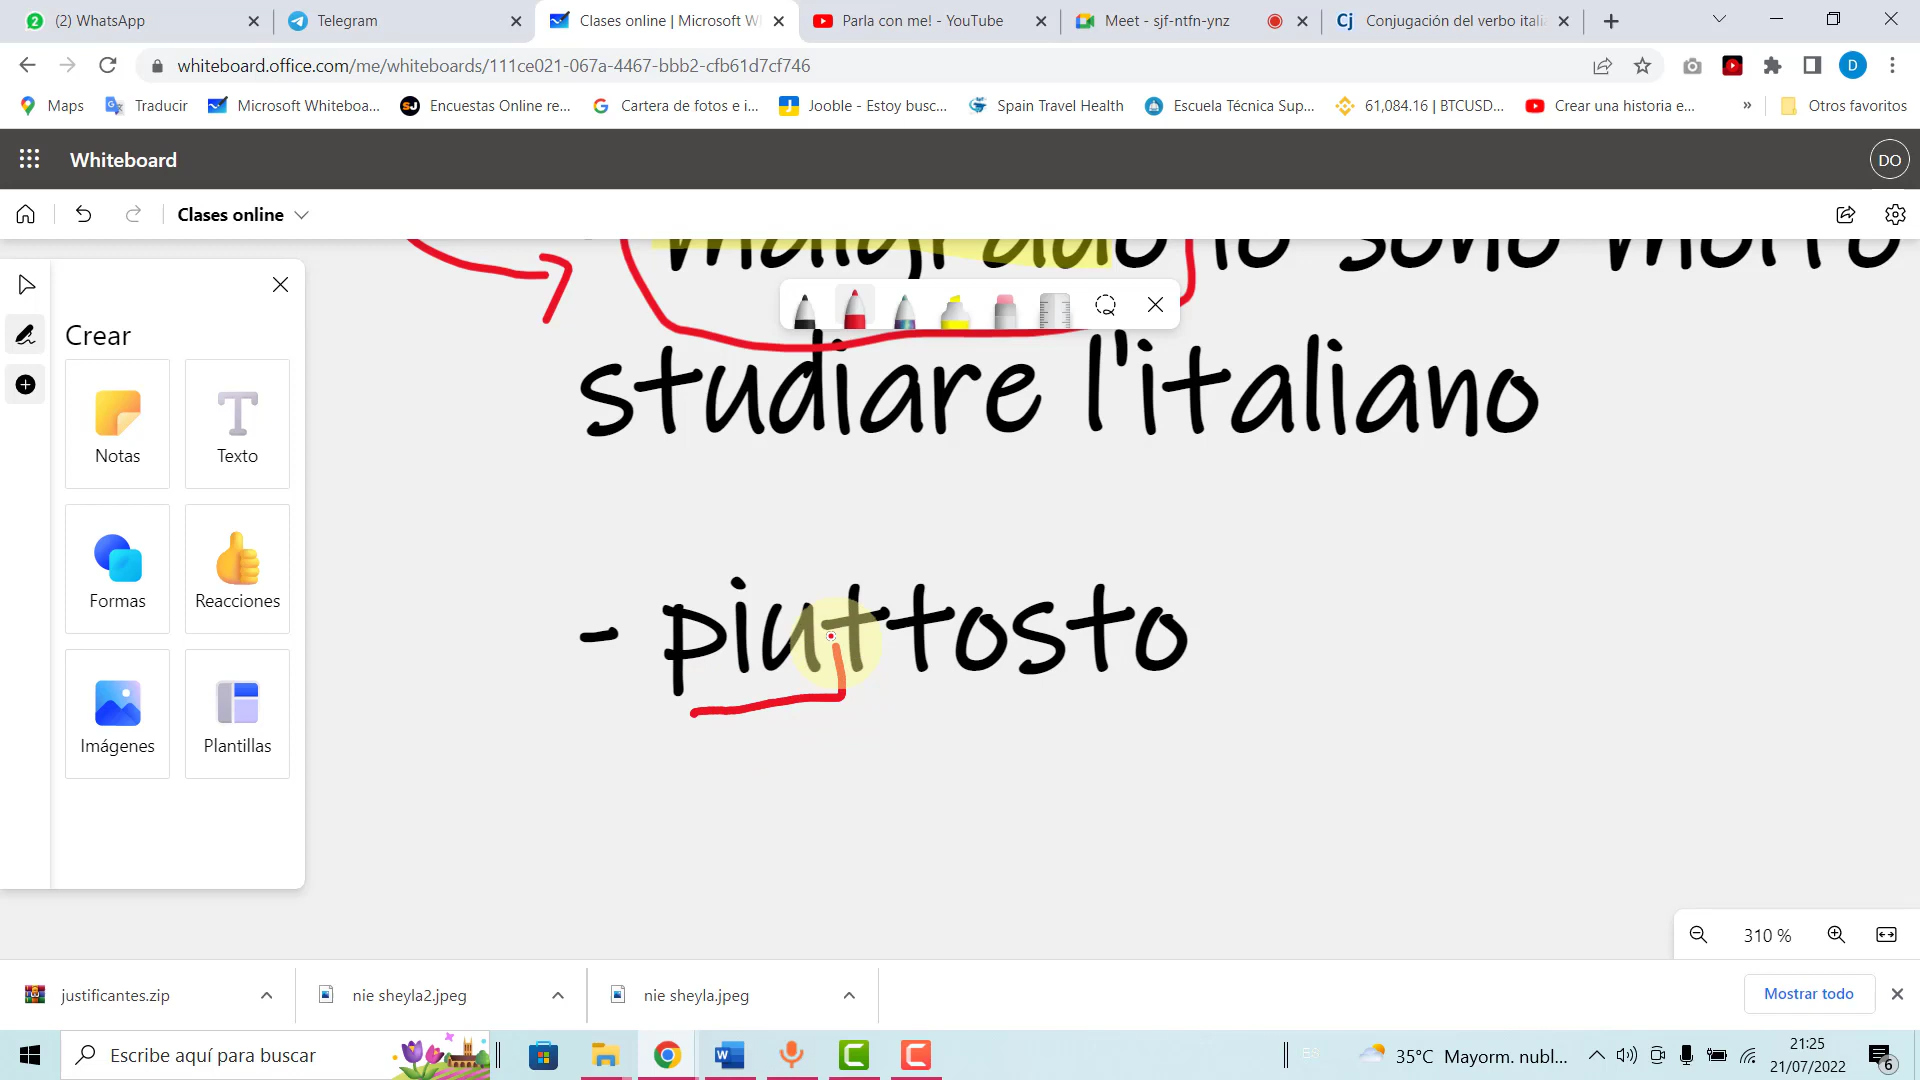 (2) WhatsApp
Telegram
Clases online | Microsoft W
Parla con me! - YouTube
Meet - sjf-ntfn-ynz
Cj Conjugación del verbo itali
whiteboard.office.com/me/whiteboards/111ce021-067a-4467-bbb2-cfb61d7cf746
D
Maps
Traducir
Microsoft Whiteboa...
Encuestas Online re...
Cartera de fotos e i...
Jooble - Estoy busc...
Spain Travel Health
Escuela Técnica Sup...
61,084.16 | BTCUSD...
Crear una historia e...
»
Otros favoritos
Whiteboard
DO
Clases online
malgrado io sono molto
studiare l'italiano
- piuttosto
Crear
Notas
Texto
Formas
Reacciones
Imágenes
Plantillas
310 %
justificantes.zip
nie sheyla2.jpeg
nie sheyla.jpeg
Mostrar todo
Escribe aquí para buscar
35°C Mayorm. nubl...
21:25
21/07/2022
6